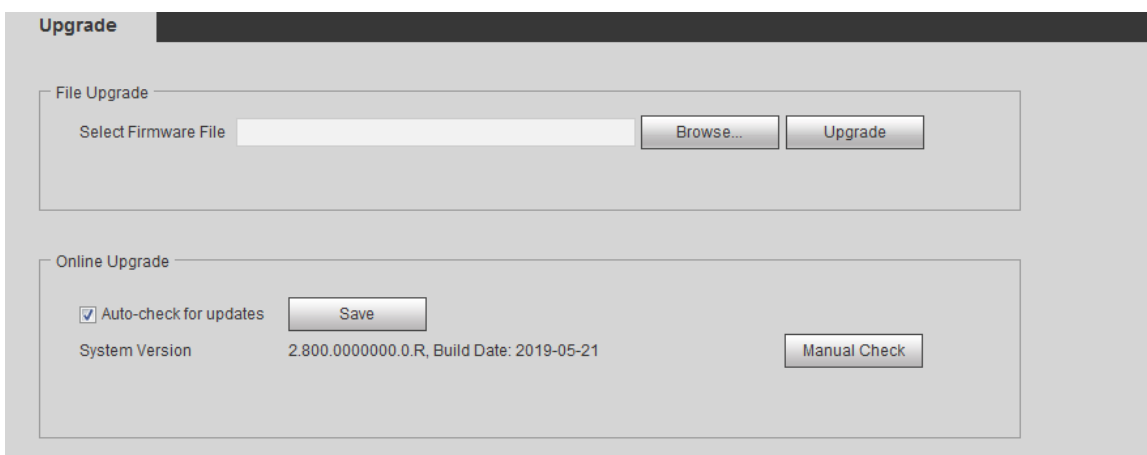 Upgrade
File Upgrade
Select Firmware File Browse... Upgrade
Online Upgrade
Auto-check for updates Save
System Version 2.800.0000000.0.R, Build Date: 2019-05-21 Manual Check